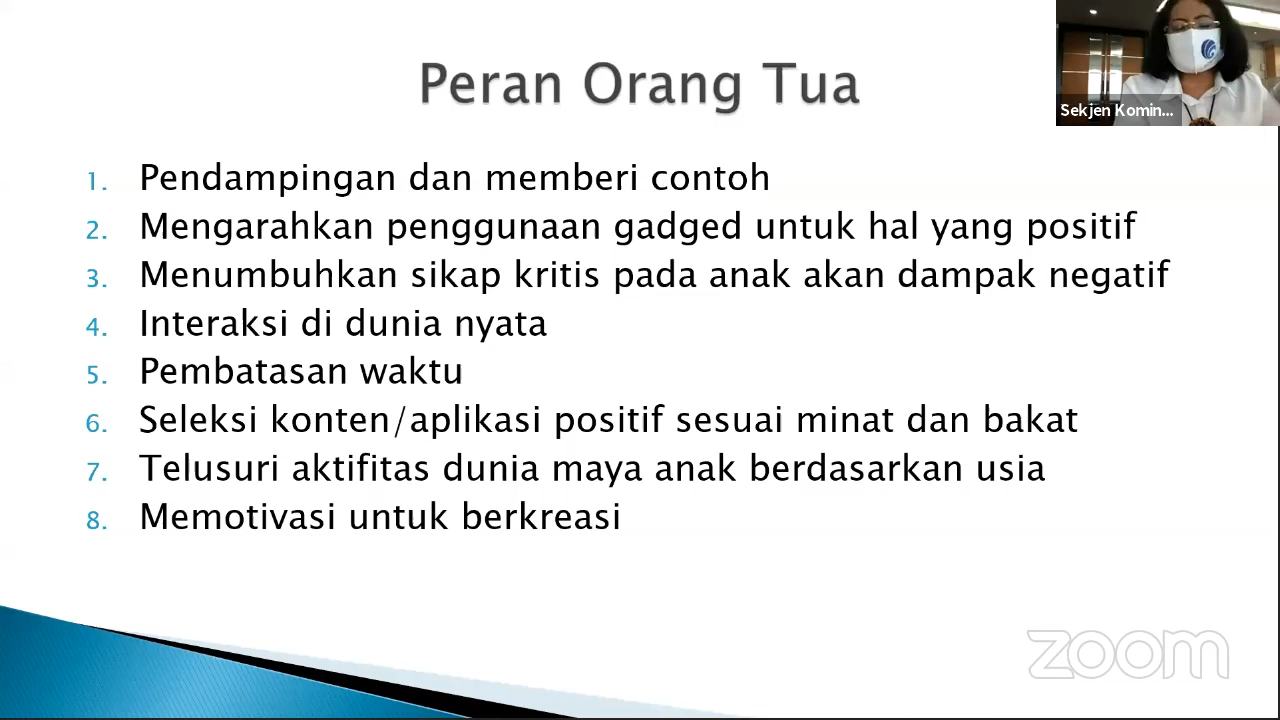 Peran Orang Tua
Sekjen Komin...
1. Pendampingan dan memberi contoh
2. Mengarahkan penggunaan gadged untuk hal yang positif
3. Menumbuhkan sikap kritis pada anak akan dampak negatif
4. Interaksi di dunia nyata
5. Pembatasan waktu
6. Seleksi konten/aplikasi positif sesuai minat dan bakat
7. Telusuri aktifitas dunia maya anak berdasarkan usia
8. Memotivasi untuk berkreasi
zoom